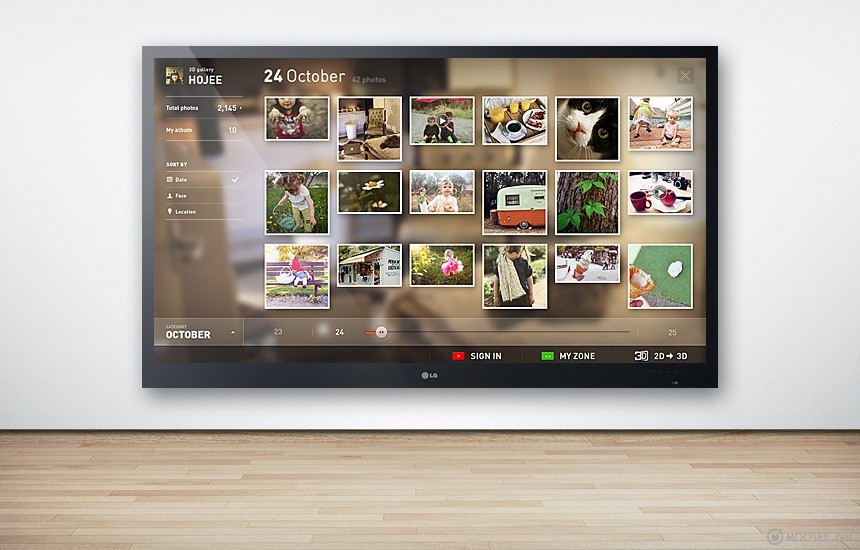 3D gallery
HOJEE
24 October 42 photos
Total photos 2,145
My album 10
SORT BY
Date
Face
Location
CATEGORY
OCTOBER
23
24
25
SIGN IN
MY ZONE
3D 2D➔3D
LG
MOOSEE.net